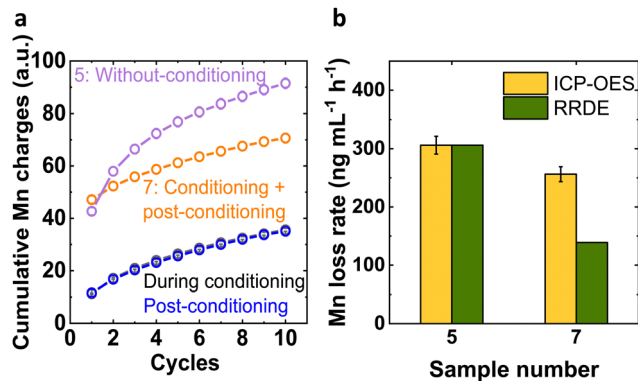 a
Cumulative Mn charges (a.u.)
100
80
60
40
20
0
0 2 4 6 8 10
Cycles
5: Without-conditioning
7: Conditioning +
post-conditioning
During conditioning
Post-conditioning
b
Mn loss rate (ng mL⁻¹ h⁻¹)
400
300
200
100
0
5 7
Sample number
ICP-OES
RRDE